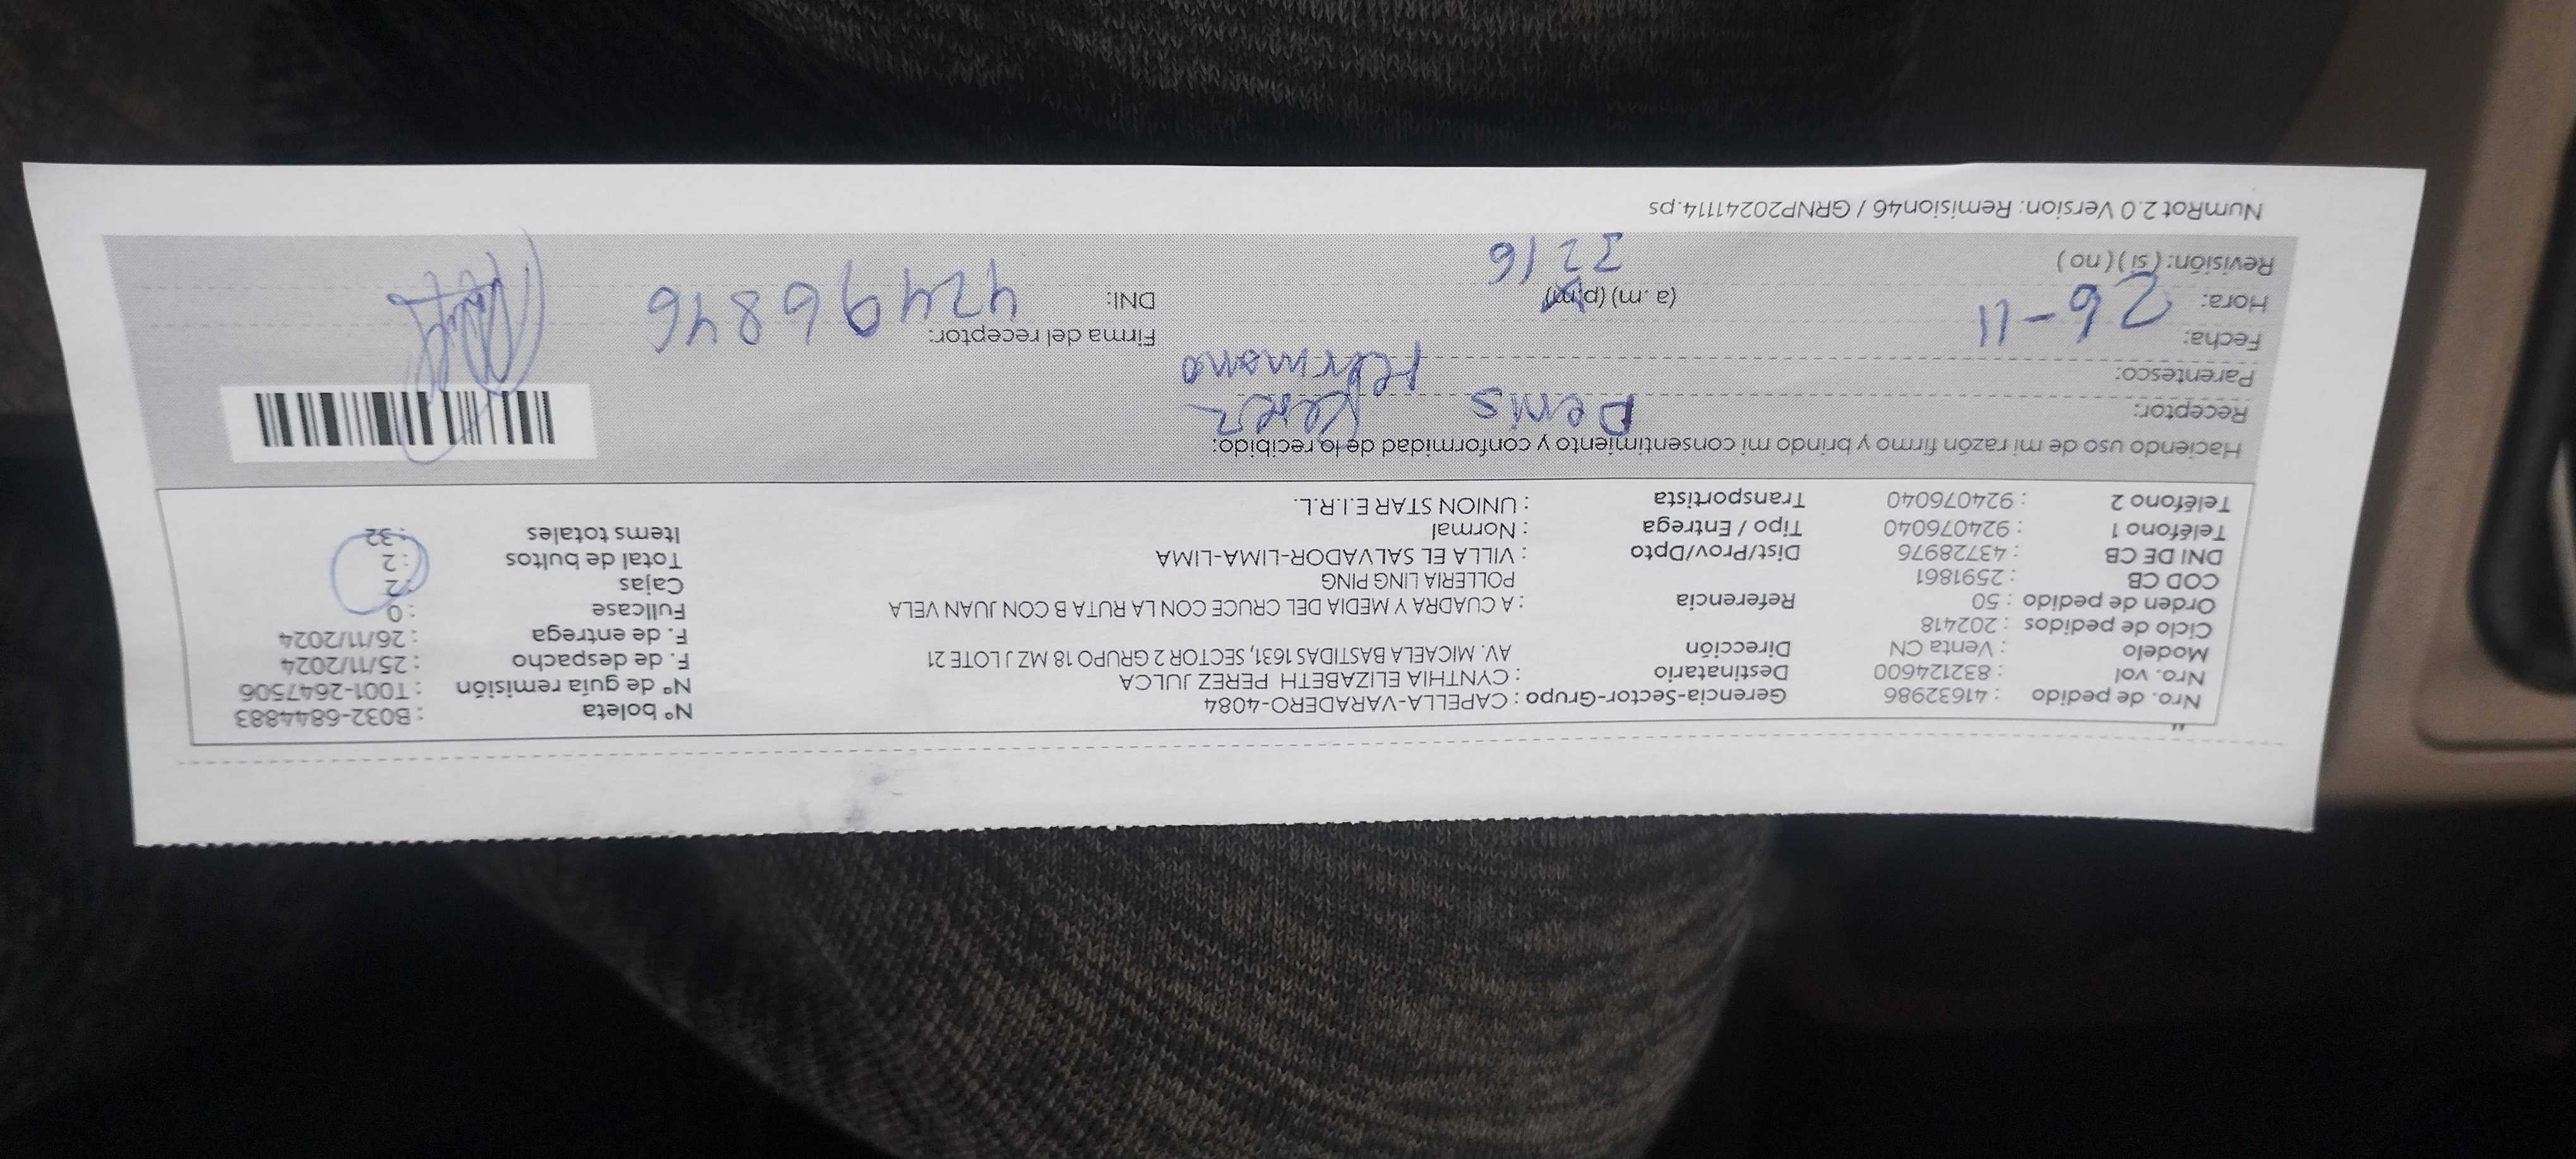 Nro. de pedido : 41632986 Gerencia-Sector-Grupo : CAPELLA-VARADERO-4084 N° boleta : B032-6844883
Nro. vol : 832124600 Destinatario : CYNTHIA ELIZABETH PEREZ JULCA N° de guía remisión : T001-2647506
Modelo : Venta CN Dirección AV. MICAELA BASTIDAS 1631, SECTOR 2 GRUPO 18 MZ J LOTE 21 F. de despacho : 25/11/2024
Ciclo de pedidos : 202418 F. de entrega : 26/11/2024
Orden de pedido : 50 Referencia : A CUADRA Y MEDIA DEL CRUCE CON LA RUTA B CON JUAN VELA Fullcase : 0
COD CB : 2591861 POLLERIA LING PING Cajas : 2
DNI DE CB : 43728976 Dist/Prov/Dpto : VILLA EL SALVADOR-LIMA-LIMA Total de bultos : 2
Teléfono 1 : 924076040 Tipo / Entrega : Normal Items totales : 32
Teléfono 2 : 924076040 Transportista : UNION STAR E.I.R.L.
Haciendo uso de mi razón firmo y brindo mi consentimiento y conformidad de lo recibido:
Receptor: Denis
Parentesco:
Fecha: 26-11 Firma del receptor:
Hora: (a. m) (p.m) DNI: 42496846
Revisión: ( si ) ( no )
NumRot 2.0 Version: Remision46 / GRNP20241114.ps